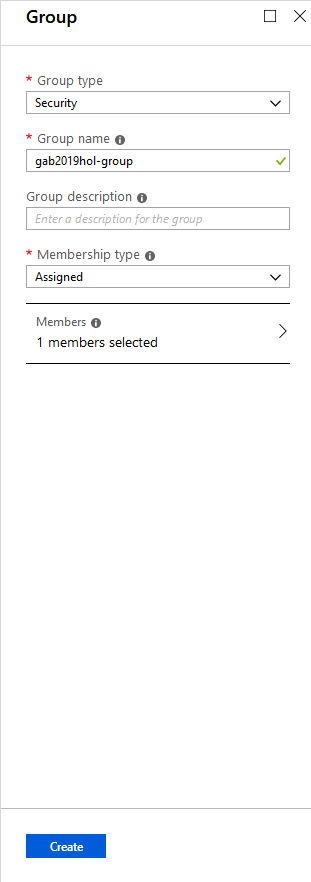 Group
* Group type
Security
* Group name
gab2019hol-group
Group description
Enter a description for the group
* Membership type
Assigned
Members
1 members selected
Create